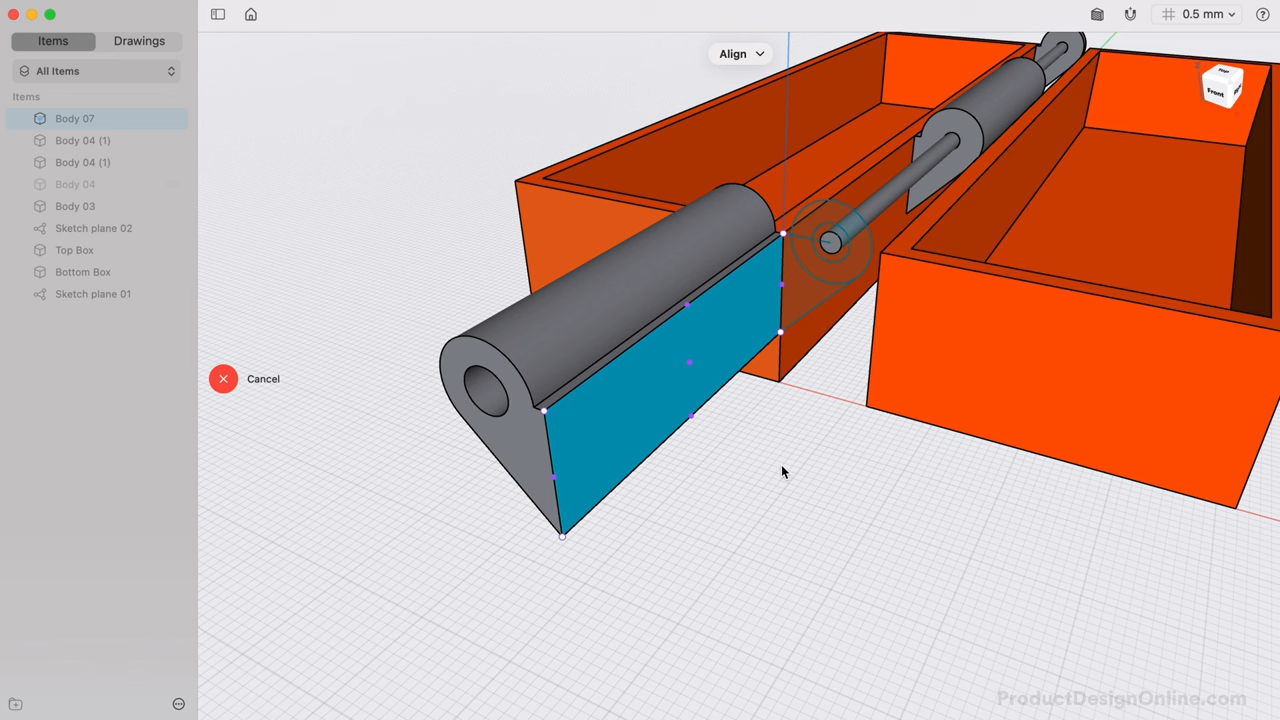 0.5 mm
Items
Drawings
Align
All Items
Front
Items
Body 07
Body 04 (1)
Body 04 (1)
Body 04
Body 03
Sketch plane 02
Top Box
Bottom Box
Sketch plane 01
Cancel
ProductDesignOnline.com